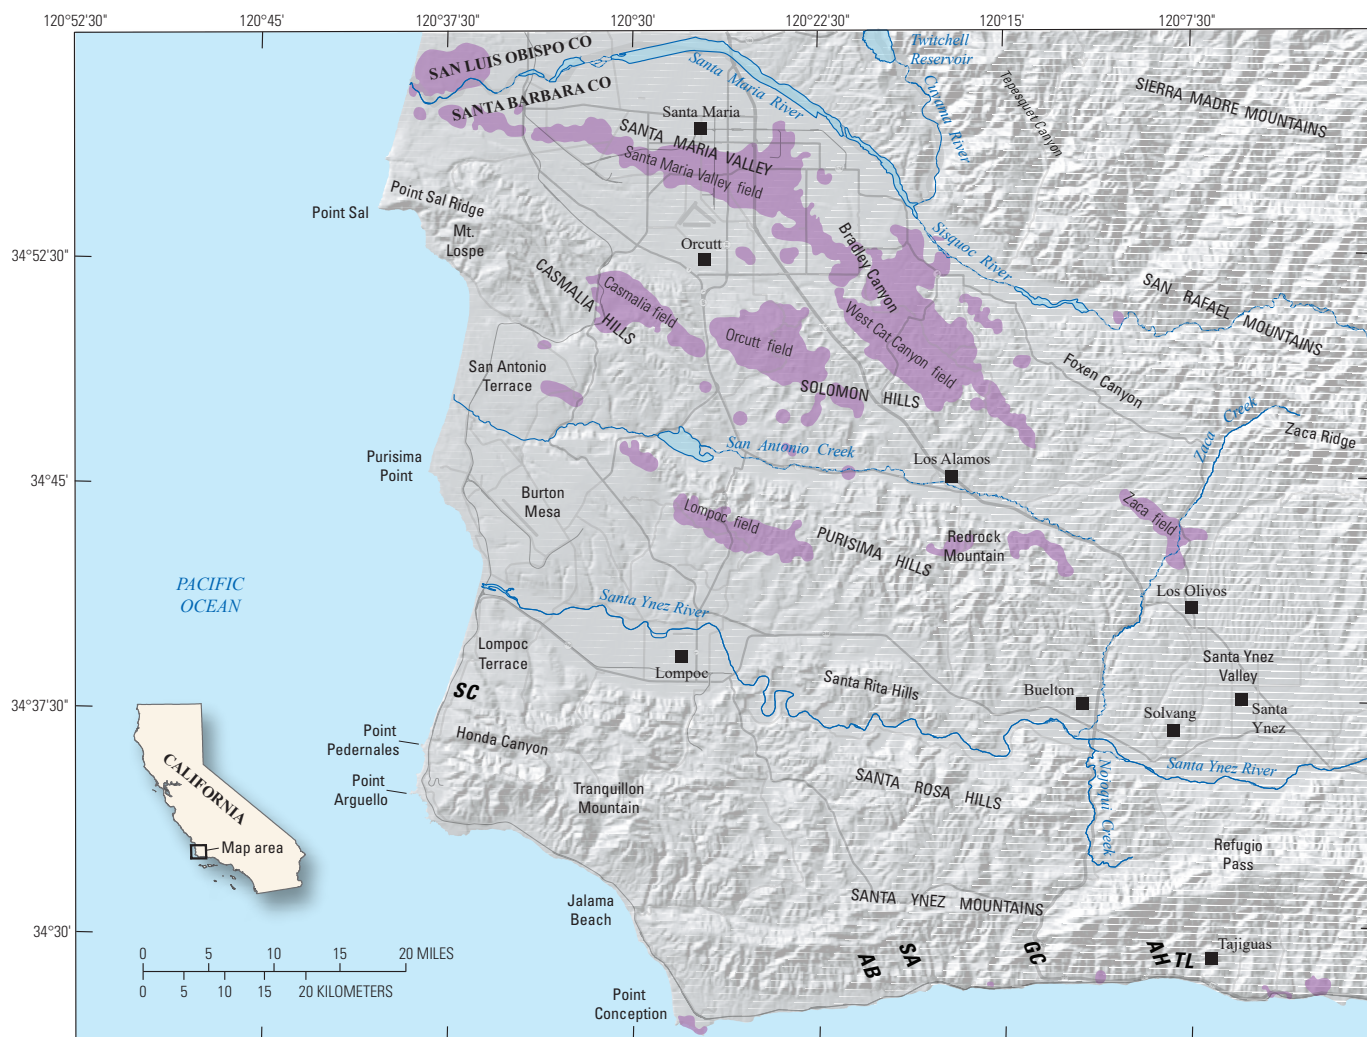 120°52'30"
120°45'
120°37'30"
120°30'
120°22'30"
120°15'
120°7'30"
SAN LUIS OBISPO CO
SANTA BARBARA CO
Santa Maria River
Twitchell
Reservoir
Cuyama River
Tepesquet Canyon
SIERRA MADRE MOUNTAINS
Santa Maria
SANTA MARIA VALLEY
Santa Maria Valley field
Point Sal
Point Sal Ridge
Mt.
Lospe
Orcutt
Bradley Canyon
Sisquoc River
34°52'30"
CASMALIA HILLS
Casmalia field
Orcutt field
West Cat Canyon field
SAN RAFAEL MOUNTAINS
San Antonio
Terrace
SOLOMON HILLS
Foxen Canyon
Zaca Creek
Zaca Ridge
San Antonio Creek
Los Alamos
Purisima
Point
34°45'
Burton
Mesa
Lompoc field
PURISIMA HILLS
Redrock
Mountain
Zaca field
PACIFIC
OCEAN
Santa Ynez River
Los Olivos
Lompoc
Terrace
Lompoc
Santa Rita Hills
Buelton
Santa Ynez
Valley
Solvang
Santa
Ynez
34°37'30"
SC
Point
Pedernales
Honda Canyon
Point
Arguello
Tranquillon
Mountain
SANTA ROSA HILLS
Nojoqui Creek
Santa Ynez River
Refugio
Pass
CALIFORNIA
Map area
Jalama
Beach
SANTA YNEZ MOUNTAINS
34°30'
AB
SA
GC
AH
TL
Tajiguas
0 5 10 15 20 MILES
0 5 10 15 20 KILOMETERS
Point
Conception